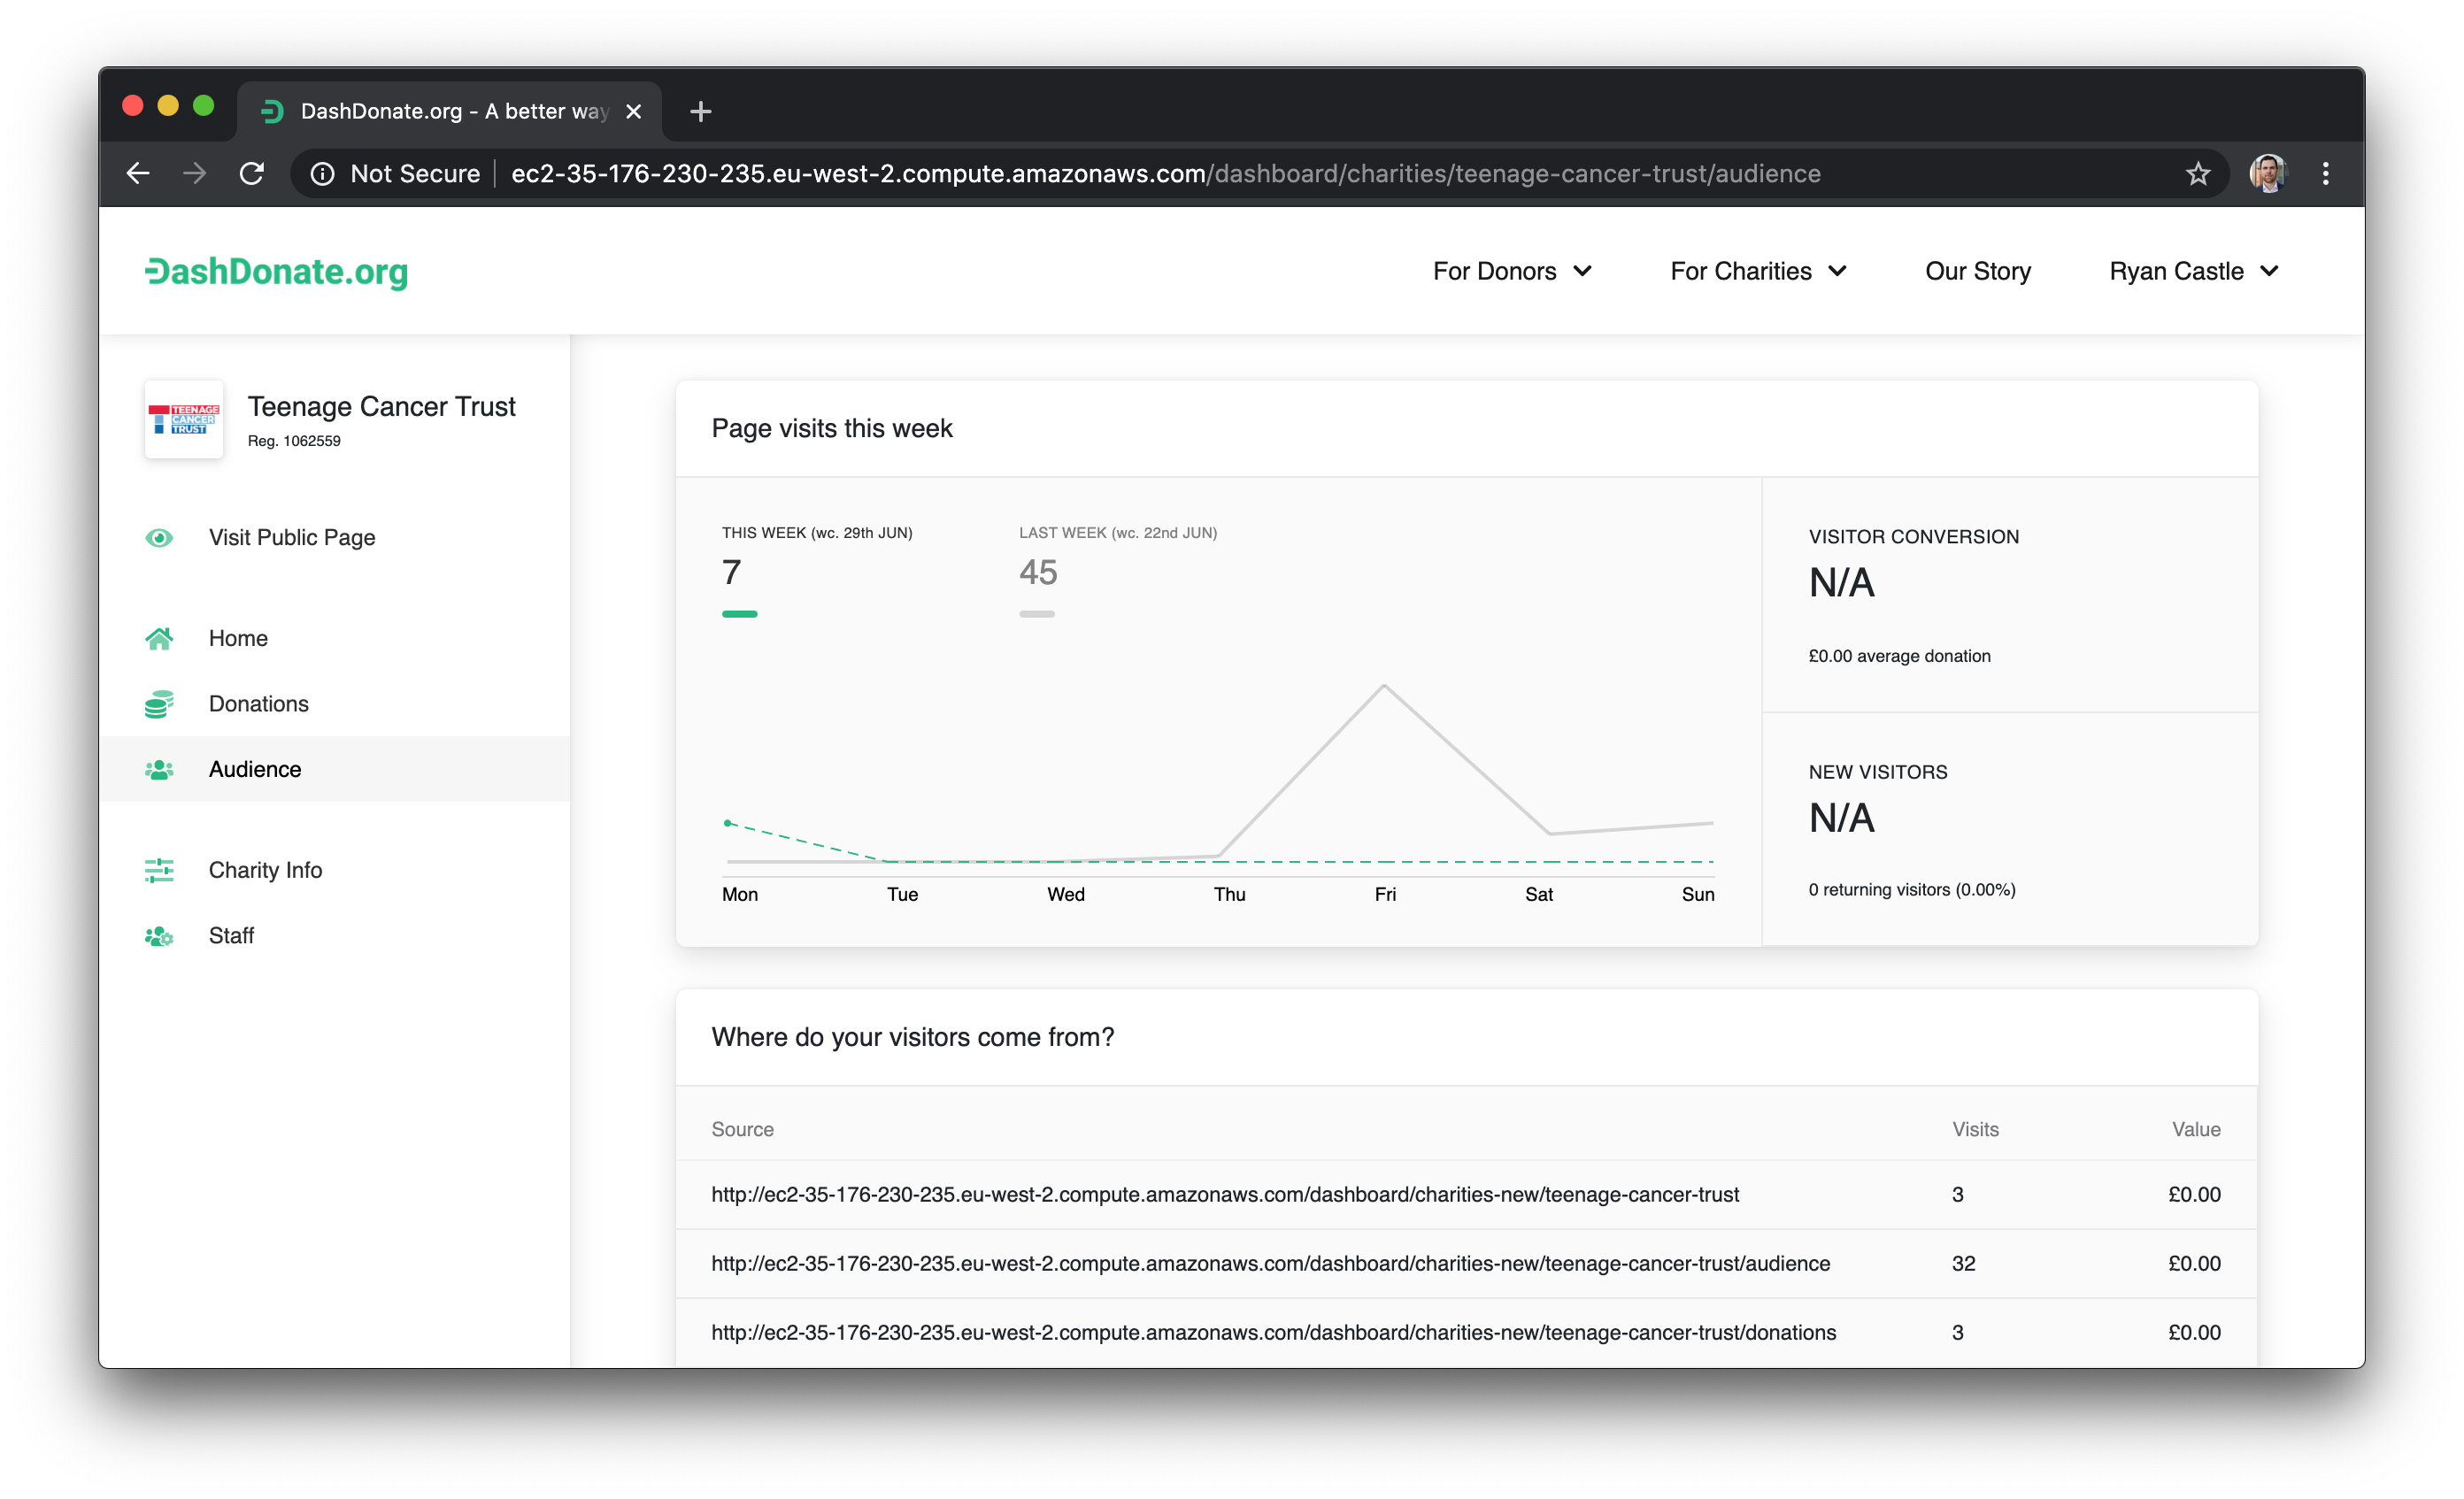 DashDonate.org - A better way
Not Secure ec2-35-176-230-235.eu-west-2.compute.amazonaws.com/dashboard/charities/teenage-cancer-trust/audience
DashDonate.org
For Donors
For Charities
Our Story
Ryan Castle
TEENAGE
CANCER
TRUST
Teenage Cancer Trust
Reg. 1062559
Visit Public Page
Home
Donations
Audience
Charity Info
Staff
Page visits this week
THIS WEEK (wc. 29th JUN)
7
LAST WEEK (wc. 22nd JUN)
45
Mon Tue Wed Thu Fri Sat Sun
VISITOR CONVERSION
N/A
£0.00 average donation
NEW VISITORS
N/A
0 returning visitors (0.00%)
Where do your visitors come from?
Source Visits Value
http://ec2-35-176-230-235.eu-west-2.compute.amazonaws.com/dashboard/charities-new/teenage-cancer-trust 3 £0.00
http://ec2-35-176-230-235.eu-west-2.compute.amazonaws.com/dashboard/charities-new/teenage-cancer-trust/audience 32 £0.00
http://ec2-35-176-230-235.eu-west-2.compute.amazonaws.com/dashboard/charities-new/teenage-cancer-trust/donations 3 £0.00